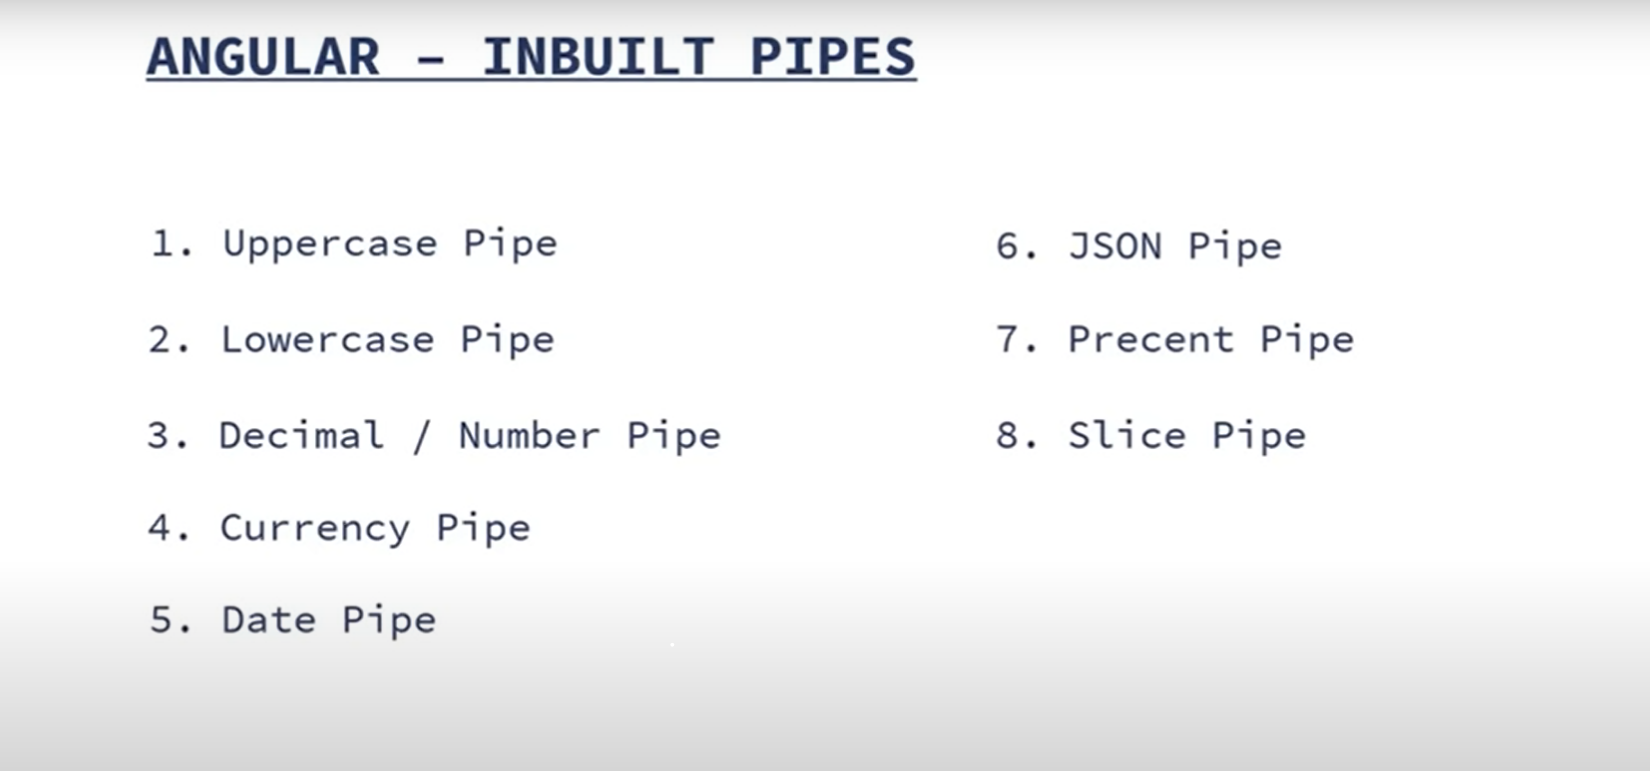 ANGULAR – INBUILT PIPES
1. Uppercase Pipe
2. Lowercase Pipe
3. Decimal / Number Pipe
4. Currency Pipe
5. Date Pipe
6. JSON Pipe
7. Precent Pipe
8. Slice Pipe